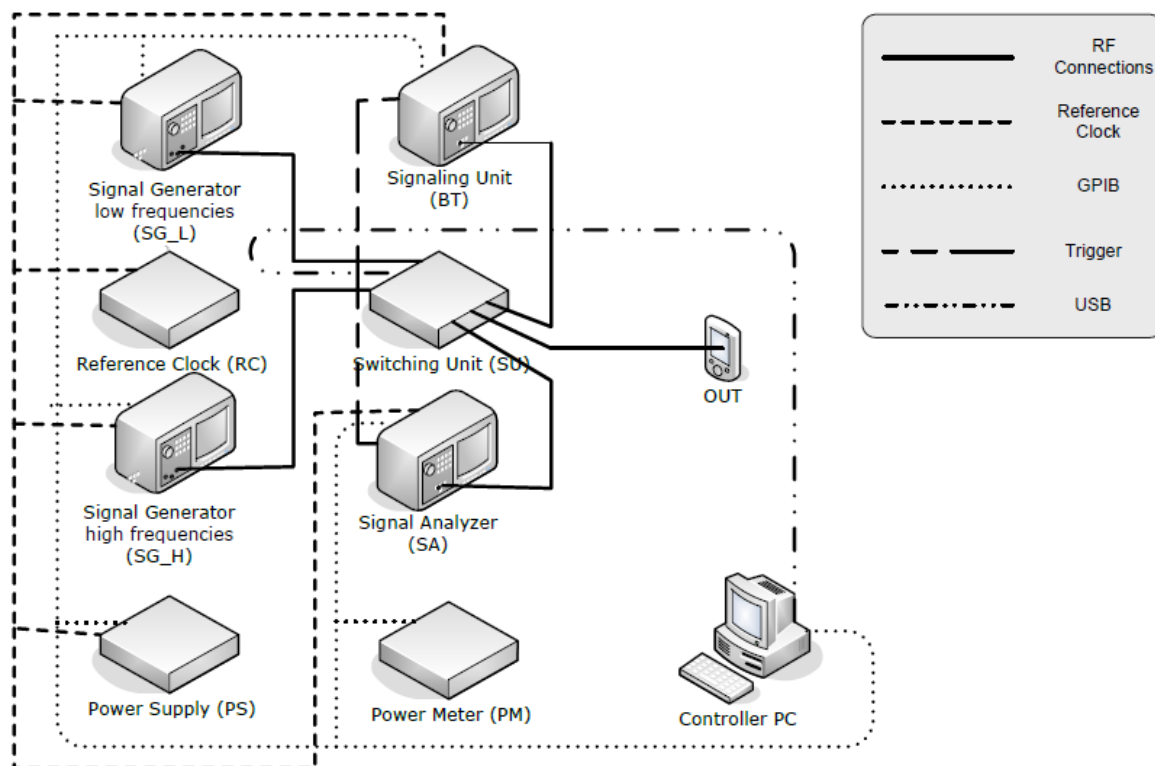 RF
Connections
Reference
Clock
GPIB
Trigger
USB
Signal Generator
low frequencies
(SG_L)
Signaling Unit
(BT)
Reference Clock (RC)
Switching Unit (SU)
OUT
Signal Generator
high frequencies
(SG_H)
Signal Analyzer
(SA)
Power Supply (PS)
Power Meter (PM)
Controller PC